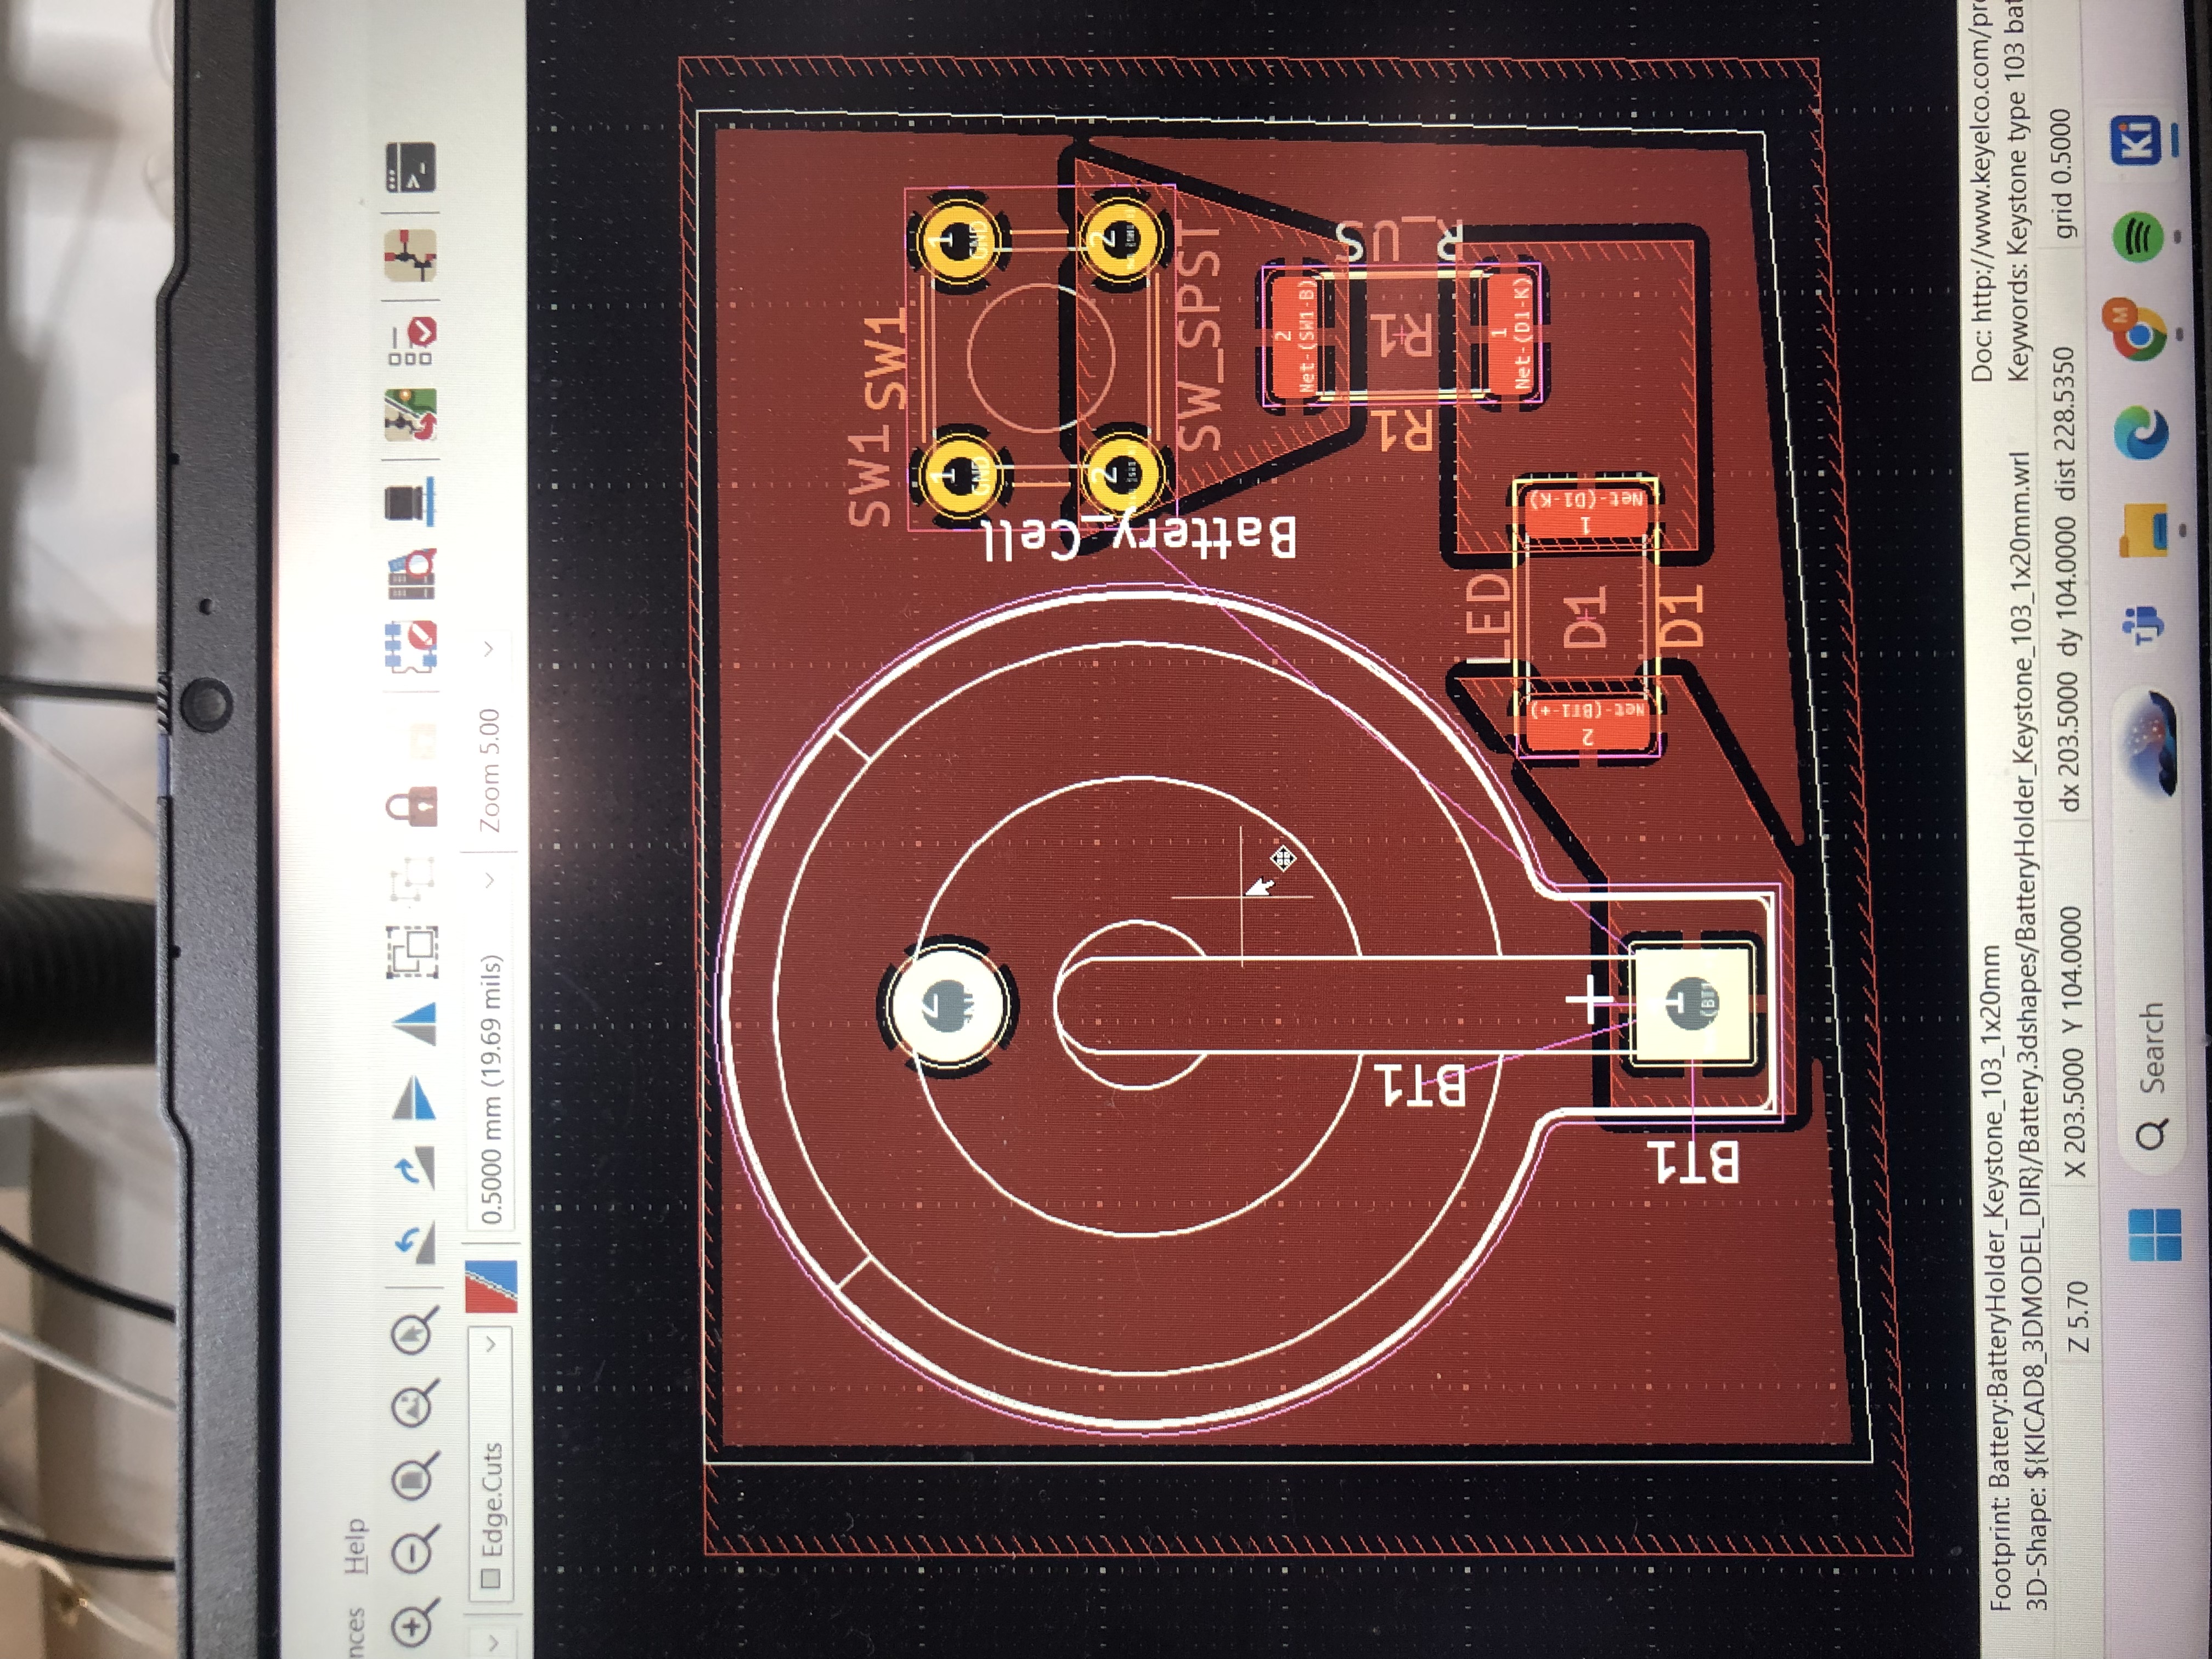 nces Help
Edge.Cuts 0.5000 mm (19.69 mils) Zoom 5.00
SW1 SW1
2
1 1
GND GND
Battery_Cell
2 2
SW_SPST
2
Net-(SW1-B)
BT1
R1 R1 R_US
LED
1
Net-(D1-K)
2 Net-(BT1-+) D1 1 Net-(D1-K)
+
D1
BT1
1
(BT1
Footprint: Battery:BatteryHolder_Keystone_103_1x20mm Doc: http://www.keyelco.com/pr
3D-Shape: ${KICAD8_3DMODEL_DIR}/Battery.3dshapes/BatteryHolder_Keystone_103_1x20mm.wrl Keywords: Keystone type 103 bat
Z 5.70 X 203.5000 Y 104.0000 dx 203.5000 dy 104.0000 dist 228.5350 grid 0.5000
Search M Ki